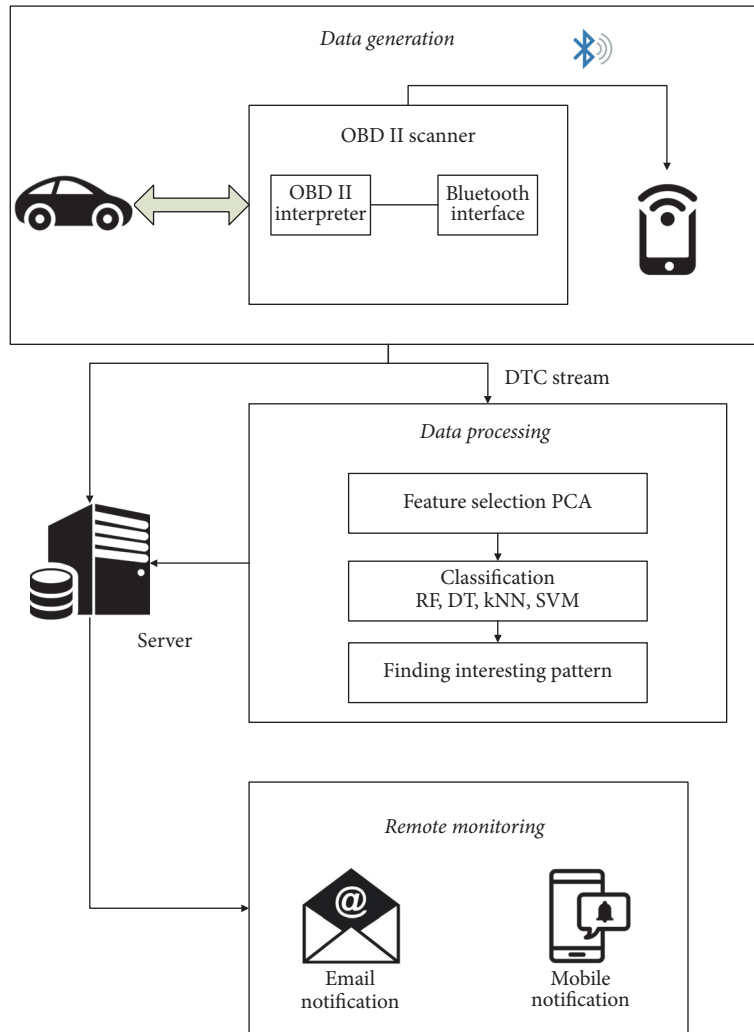 Data generation
OBD II scanner
OBD II
interpreter
Bluetooth
interface
DTC stream
Data processing
Feature selection PCA
Classification
RF, DT, kNN, SVM
Finding interesting pattern
Server
Remote monitoring
@
Email
notification
Mobile
notification